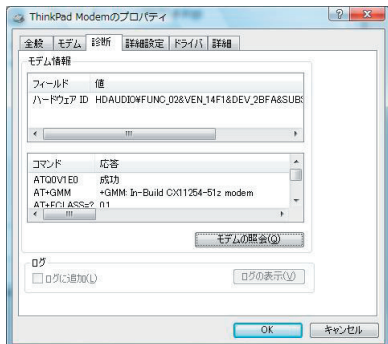 ThinkPad Modemのプロパティ
全般 モデム 診断 詳細設定 ドライバ 詳細
モデム情報
フィールド 値
ハードウェア ID HDAUDIO¥FUNC_02&VEN_14F1&DEV_2BFA&SUBS
コマンド 応答
ATQ0V1E0 成功
AT+GMM +GMM: In-Build CX11254-51z modem
AT+FCLASS=? 0,1
モデムの照会(Q)
ログ
ログに追加(L) ログの表示(V)
OK キャンセル